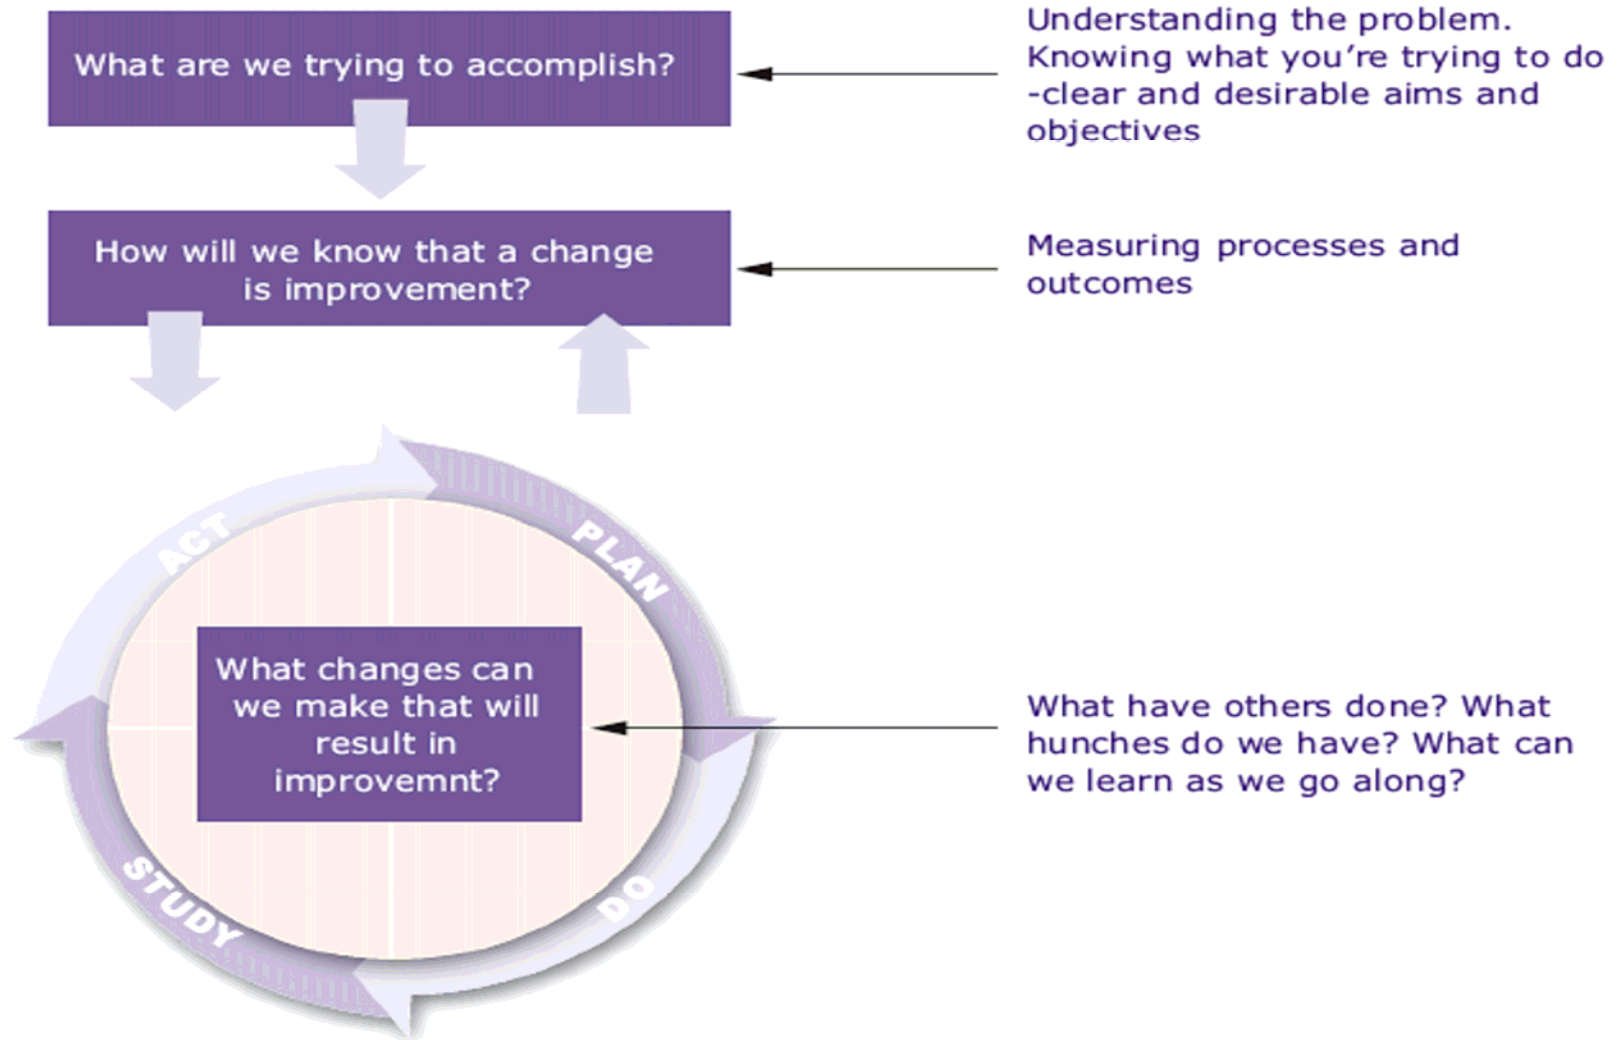 What are we trying to accomplish?
Understanding the problem.
Knowing what you're trying to do
-clear and desirable aims and
objectives
How will we know that a change
is improvement?
Measuring processes and
outcomes
ACT
PLAN
What changes can
we make that will
result in
improvemnt?
What have others done? What
hunches do we have? What can
we learn as we go along?
STUDY
DO